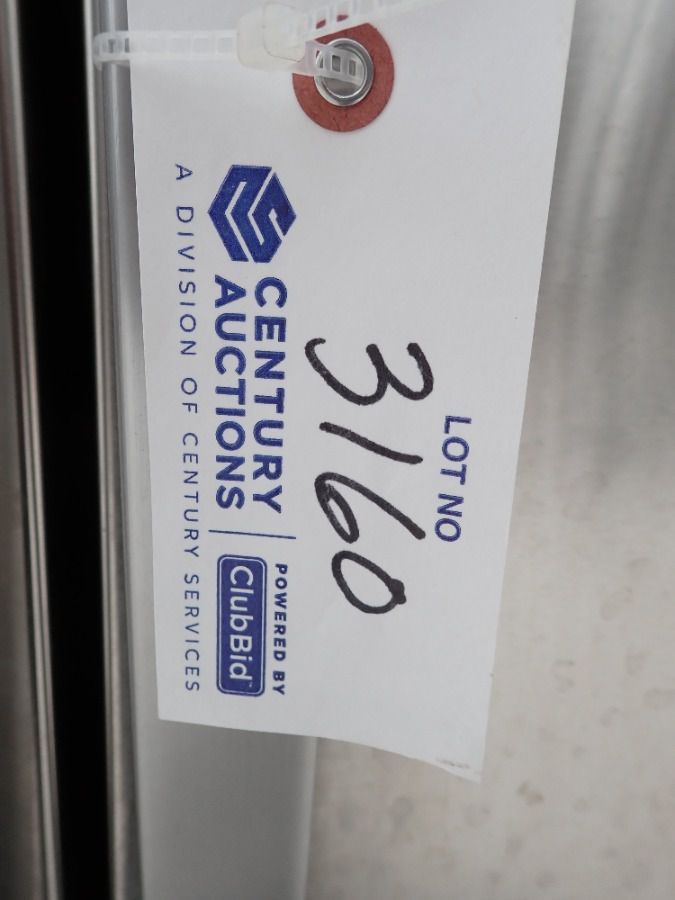 LOT NO
3160
CENTURY
AUCTIONS
POWERED BY
ClubBid
A DIVISION OF CENTURY SERVICES